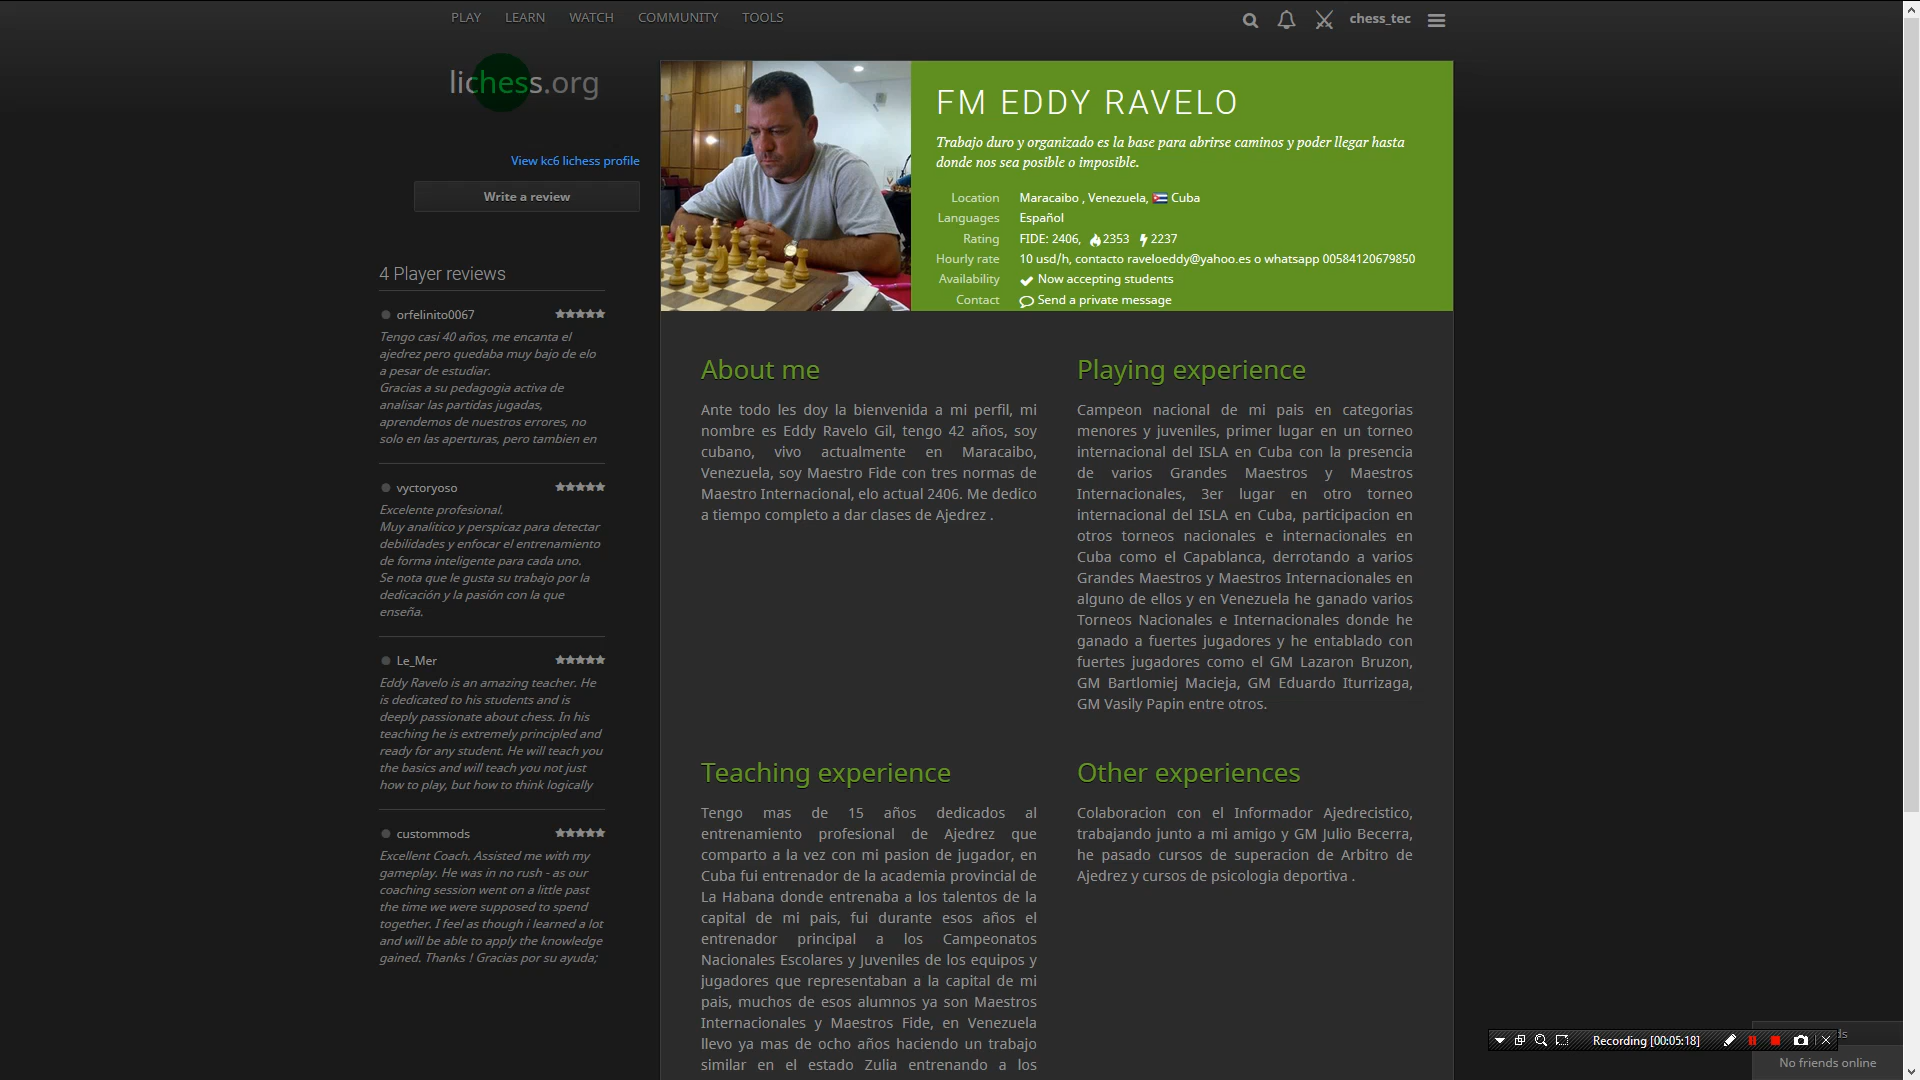 PLAY LEARN WATCH COMMUNITY TOOLS
chess_tec
lichess.org
View kc6 lichess profile
Write a review
FM EDDY RAVELO
Trabajo duro y organizado es la base para abrirse caminos y poder llegar hasta
donde nos sea posible o imposible.
Location Maracaibo , Venezuela, Cuba
Languages Español
Rating FIDE: 2406, 2353 2237
Hourly rate 10 usd/h, contacto raveloeddy@yahoo.es o whatsapp 00584120679850
Availability Now accepting students
Contact Send a private message
4 Player reviews
orfelinito0067
Tengo casi 40 años, me encanta el
ajedrez pero quedaba muy bajo de elo
a pesar de estudiar.
Gracias a su pedagogia activa de
analisar las partidas jugadas,
aprendemos de nuestros errores, no
solo en las aperturas, pero tambien en
vyctoryoso
Excelente profesional.
Muy analítico y perspicaz para detectar
debilidades y enfocar el entrenamiento
de forma inteligente para cada uno.
Se nota que le gusta su trabajo por la
dedicación y la pasión con la que
enseña.
Le_Mer
Eddy Ravelo is an amazing teacher. He
is dedicated to his students and is
deeply passionate about chess. In his
teaching he is extremely principled and
ready for any student. He will teach you
the basics and will teach you not just
how to play, but how to think logically
custommods
Excellent Coach. Assisted me with my
gameplay. He was in no rush - as our
coaching session went on a little past
the time we were supposed to spend
together. I feel as though i learned a lot
and will be able to apply the knowledge
gained. Thanks ! Gracias por su ayuda;
About me
Ante todo les doy la bienvenida a mi perfil, mi
nombre es Eddy Ravelo Gil, tengo 42 años, soy
cubano, vivo actualmente en Maracaibo,
Venezuela, soy Maestro Fide con tres normas de
Maestro Internacional, elo actual 2406. Me dedico
a tiempo completo a dar clases de Ajedrez .
Playing experience
Campeon nacional de mi pais en categorias
menores y juveniles, primer lugar en un torneo
internacional del ISLA en Cuba con la presencia
de varios Grandes Maestros y Maestros
Internacionales, 3er lugar en otro torneo
internacional del ISLA en Cuba, participacion en
otros torneos nacionales e internacionales en
Cuba como el Capablanca, derrotando a varios
Grandes Maestros y Maestros Internacionales en
alguno de ellos y en Venezuela he ganado varios
Torneos Nacionales e Internacionales donde he
ganado a fuertes jugadores y he entablado con
fuertes jugadores como el GM Lazaron Bruzon,
GM Bartlomiej Macieja, GM Eduardo Iturrizaga,
GM Vasily Papin entre otros.
Teaching experience
Tengo mas de 15 años dedicados al
entrenamiento profesional de Ajedrez que
comparto a la vez con mi pasion de jugador, en
Cuba fui entrenador de la academia provincial de
La Habana donde entrenaba a los talentos de la
capital de mi pais, fui durante esos años el
entrenador principal a los Campeonatos
Nacionales Escolares y Juveniles de los equipos y
jugadores que representaban a la capital de mi
pais, muchos de esos alumnos ya son Maestros
Internacionales y Maestros Fide, en Venezuela
llevo ya mas de ocho años haciendo un trabajo
similar en el estado Zulia entrenando a los
Other experiences
Colaboracion con el Informador Ajedrecistico,
trabajando junto a mi amigo y GM Julio Becerra,
he pasado cursos de superacion de Arbitro de
Ajedrez y cursos de psicologia deportiva .
Recording [00:05:18]
ds
No friends online